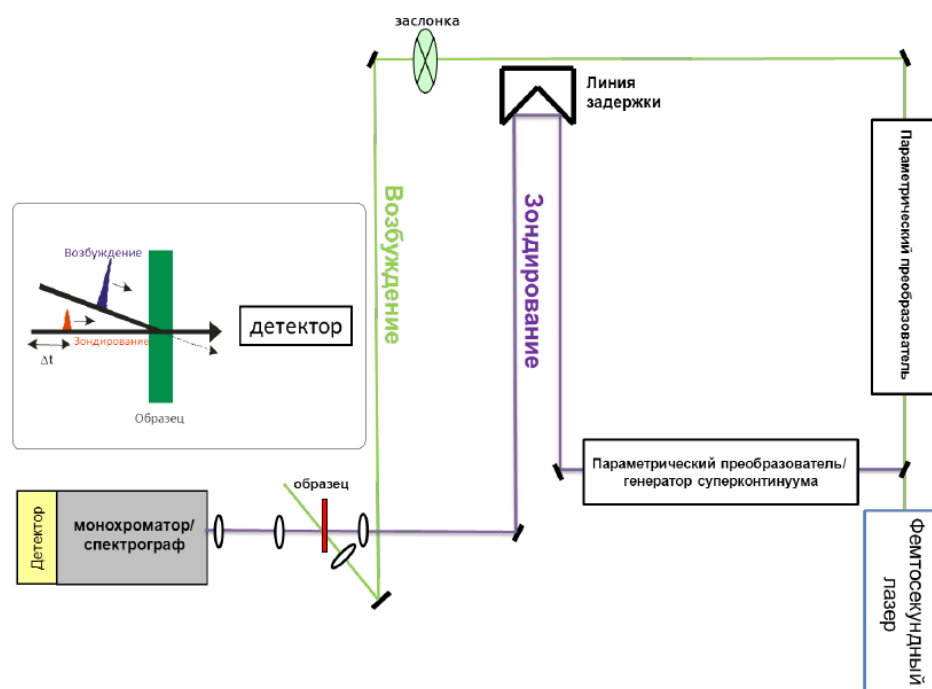 заслонка
Линия
задержки
Параметрический преобразователь
Возбуждение
Зондирование
Возбуждение
Зондирование
Δt
Образец
детектор
Параметрический преобразователь/
генератор суперконтинуума
образец
Детектор
монохроматор/
спектрограф
Фемтосекундный
лазер